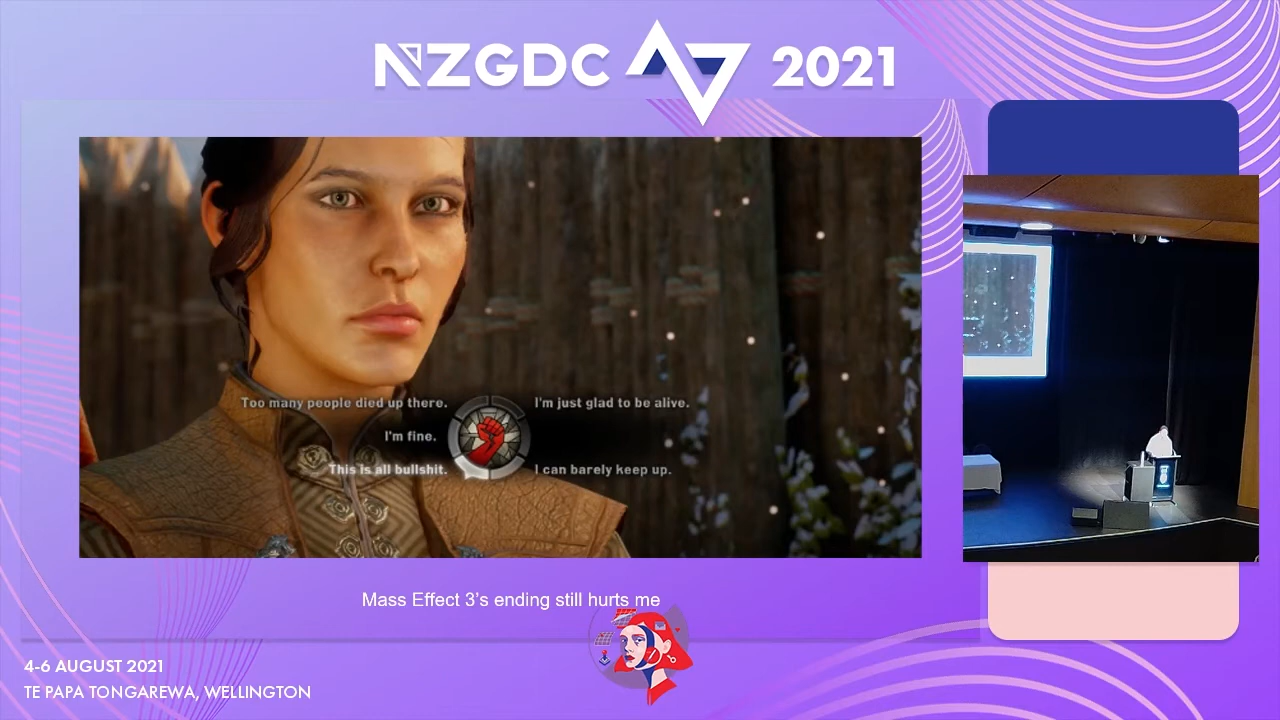 NZGDC 2021
Too many people died up there.
I'm just glad to be alive.
I'm fine.
This is all bullshit.
I can barely keep up.
Mass Effect 3’s ending still hurts me
4-6 AUGUST 2021
TE PAPA TONGAREWA, WELLINGTON